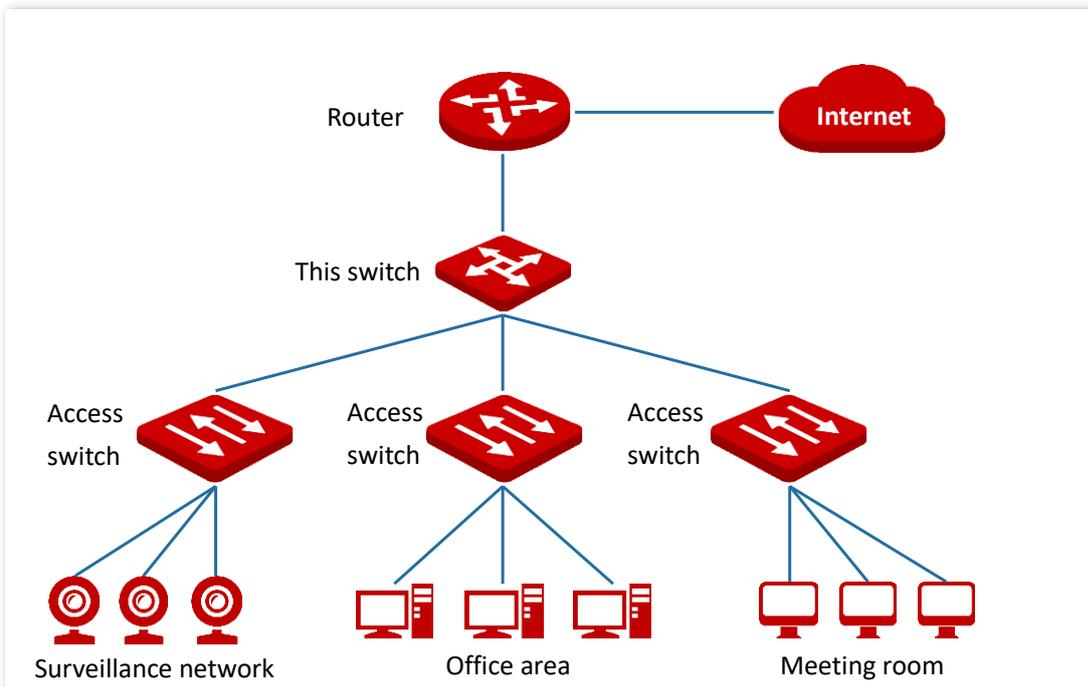 Router
Internet
This switch
Access
switch
Access
switch
Access
switch
Surveillance network
Office area
Meeting room